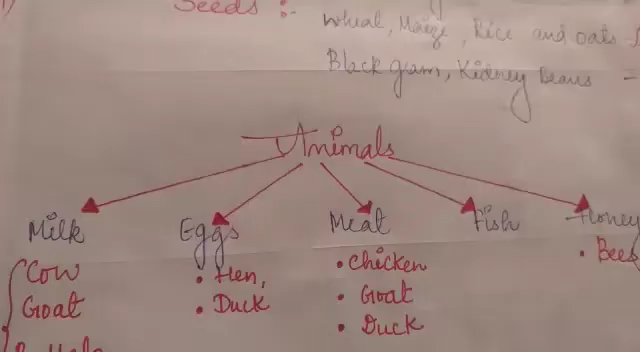 Seeds :-
Wheat, Maize, Rice and oats
Black gram, Kidney beans =
Animals
Milk Eggs Meat Fish Honey
Cow • Hen, • Chicken • Bees
Goat • Duck • Goat
• Duck